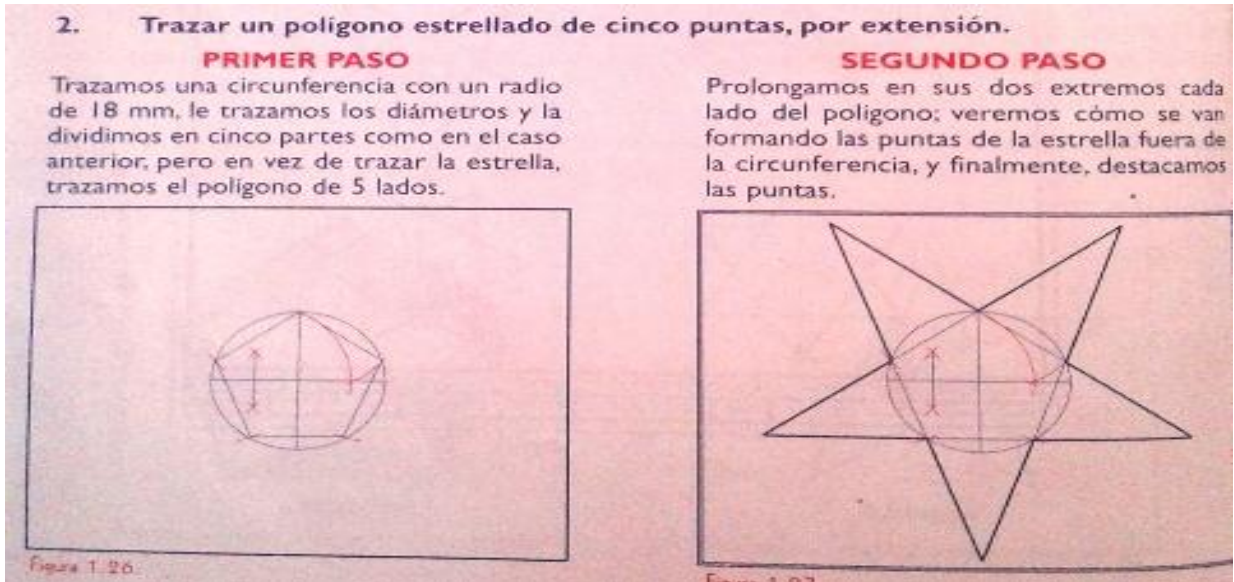 2. Trazar un polígono estrellado de cinco puntas, por extensión.
PRIMER PASO
Trazamos una circunferencia con un radio
de 18 mm, le trazamos los diámetros y la
dividimos en cinco partes como en el caso
anterior, pero en vez de trazar la estrella,
trazamos el polígono de 5 lados.
Figura 1.26
SEGUNDO PASO
Prolongamos en sus dos extremos cada
lado del polígono; veremos cómo se van
formando las puntas de la estrella fuera de
la circunferencia, y finalmente, destacamos
las puntas.